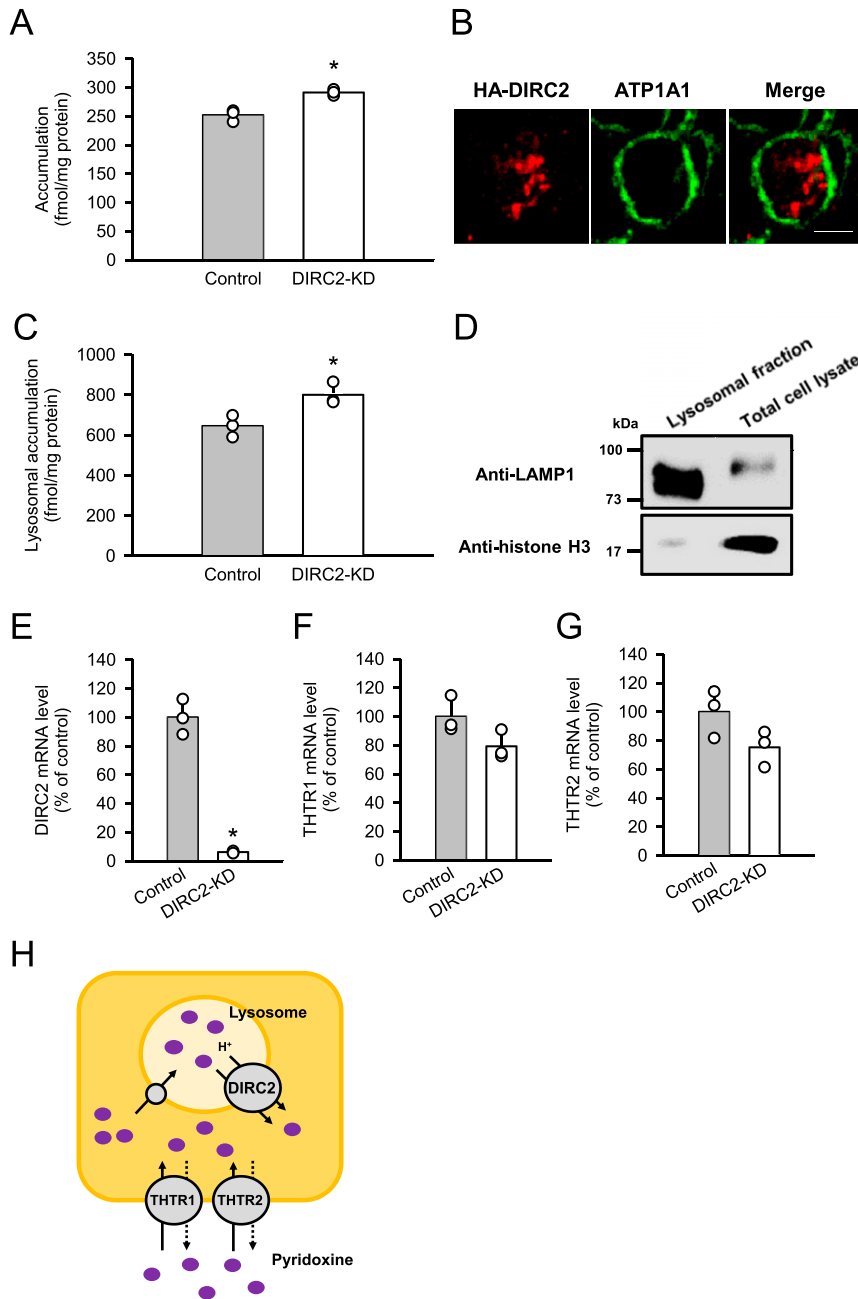 A
Accumulation
(fmol/mg protein)
350
300
250
200
150
100
50
0
*
Control
DIRC2-KD
B
HA-DIRC2
ATP1A1
Merge
C
Lysosomal accumulation
(fmol/mg protein)
1000
800
600
400
200
0
*
Control
DIRC2-KD
D
Lysosomal fraction
Total cell lysate
kDa
100
Anti-LAMP1
73
Anti-histone H3
17
E
DIRC2 mRNA level
(% of control)
140
120
100
80
60
40
20
0
*
Control
DIRC2-KD
F
THTR1 mRNA level
(% of control)
140
120
100
80
60
40
20
0
Control
DIRC2-KD
G
THTR2 mRNA level
(% of control)
140
120
100
80
60
40
20
0
Control
DIRC2-KD
H
Lysosome
H⁺
DIRC2
THTR1
THTR2
Pyridoxine